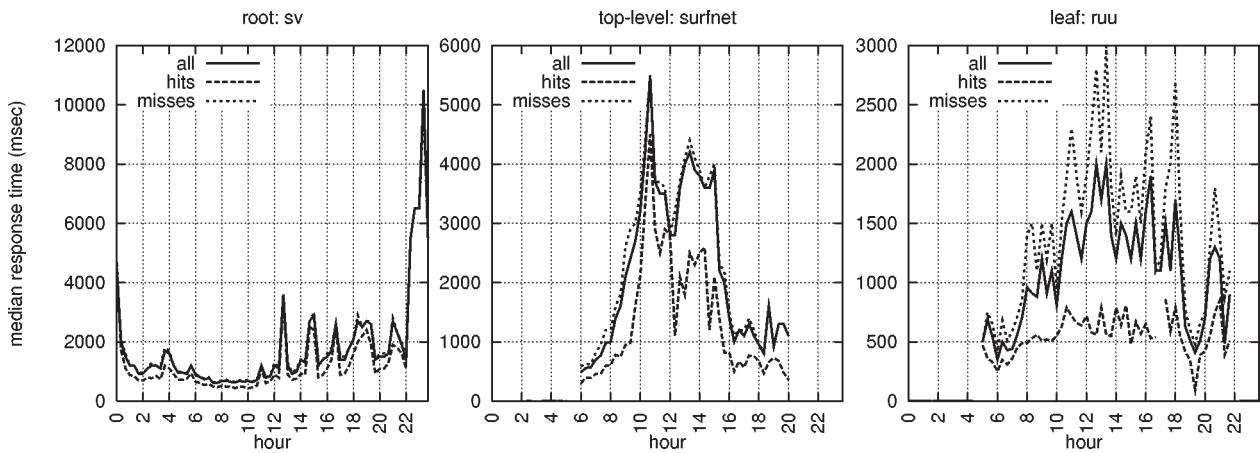 root: sv
median response time (msec)
12000
10000
8000
6000
4000
2000
0
all
hits
misses
0 2 4 6 8 10 12 14 16 18 20 22
hour
top-level: surfnet
6000
5000
4000
3000
2000
1000
0
all
hits
misses
0 2 4 6 8 10 12 14 16 18 20 22
hour
leaf: ruu
3000
2500
2000
1500
1000
500
0
all
hits
misses
0 2 4 6 8 10 12 14 16 18 20 22
hour